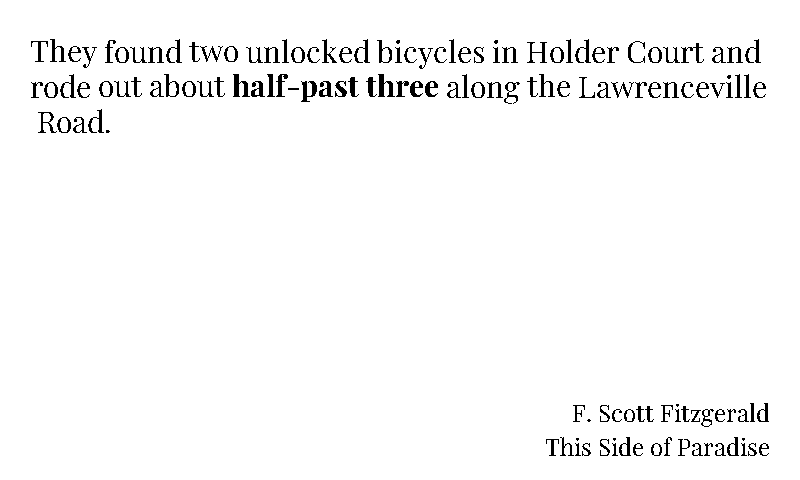 They found two unlocked bicycles in Holder Court and
rode out about half-past three along the Lawrenceville
Road.
F. Scott Fitzgerald
This Side of Paradise